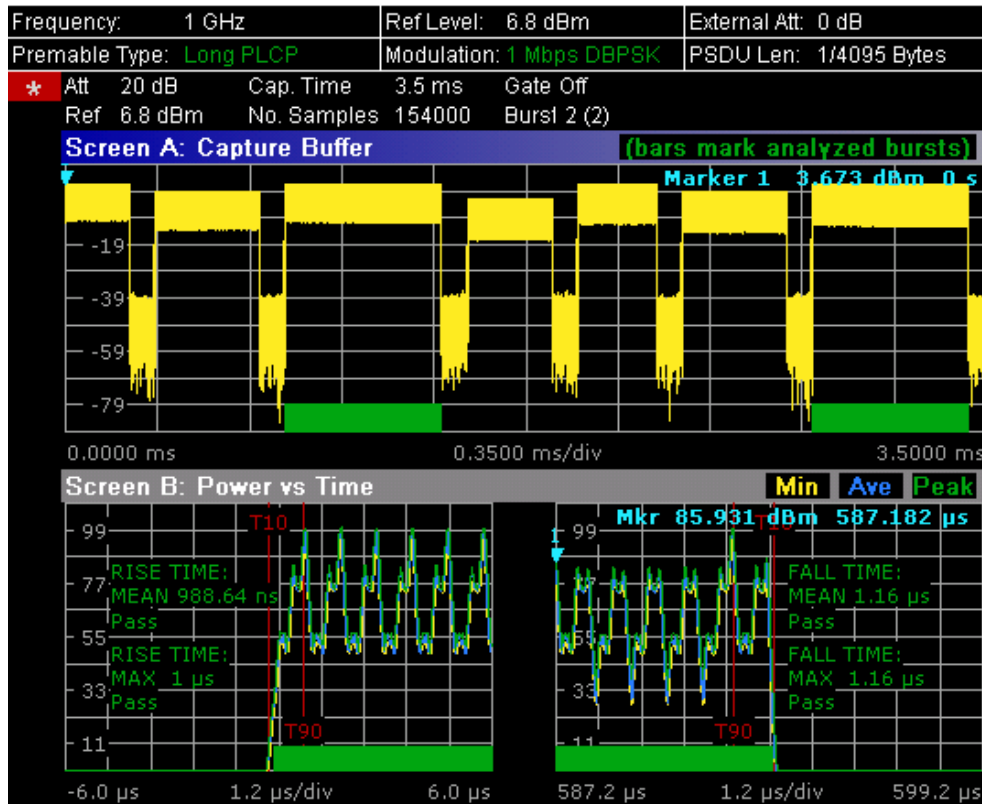 Frequency: 1 GHz Ref Level: 6.8 dBm External Att: 0 dB
Premable Type: Long PLCP Modulation: 1 Mbps DBPSK PSDU Len: 1/4095 Bytes
* Att 20 dB Cap. Time 3.5 ms Gate Off
Ref 6.8 dBm No. Samples 154000 Burst 2 (2)
Screen A: Capture Buffer (bars mark analyzed bursts)
Marker 1 3.673 dBm 0 s
-19
-39
-59
-79
0.0000 ms 0.3500 ms/div 3.5000 ms
Screen B: Power vs Time Min Ave Peak
99 T10 Mkr 85.931 dBm 587.182 µs
1 99 T10
77 RISE TIME: 77 FALL TIME:
MEAN 988.64 ns MEAN 1.16 µs
Pass Pass
55 55
RISE TIME: FALL TIME:
33 MAX 1 µs 33 MAX 1.16 µs
Pass Pass
T90 T90
11 11
-6.0 µs 1.2 µs/div 6.0 µs 587.2 µs 1.2 µs/div 599.2 µs